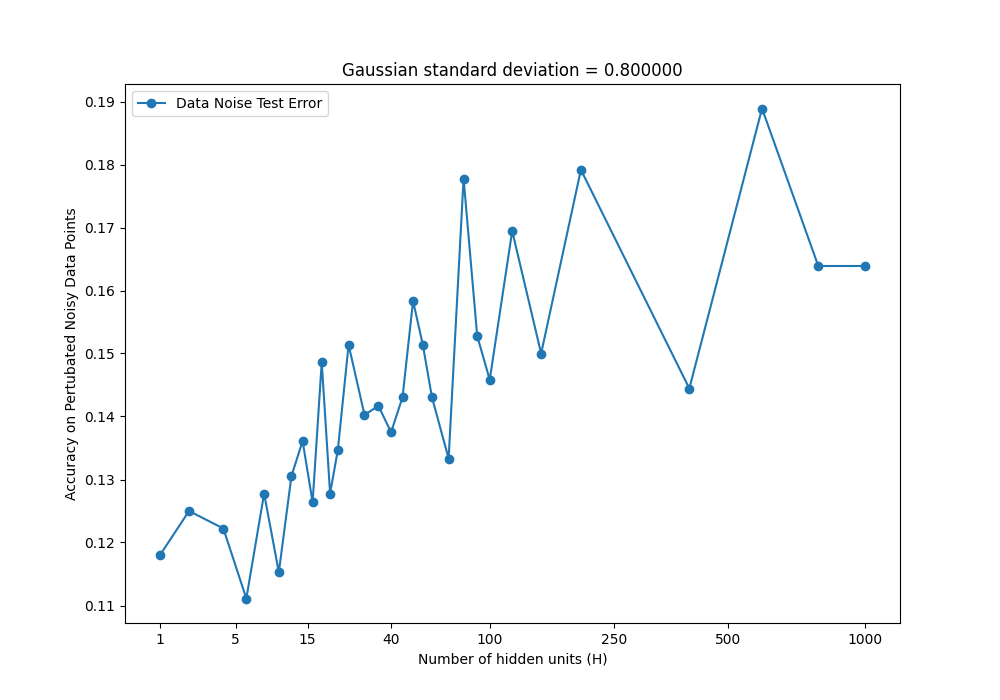 Gaussian standard deviation = 0.800000
Data Noise Test Error
Accuracy on Pertubated Noisy Data Points
0.19
0.18
0.17
0.16
0.15
0.14
0.13
0.12
0.11
1 5 15 40 100 250 500 1000
Number of hidden units (H)